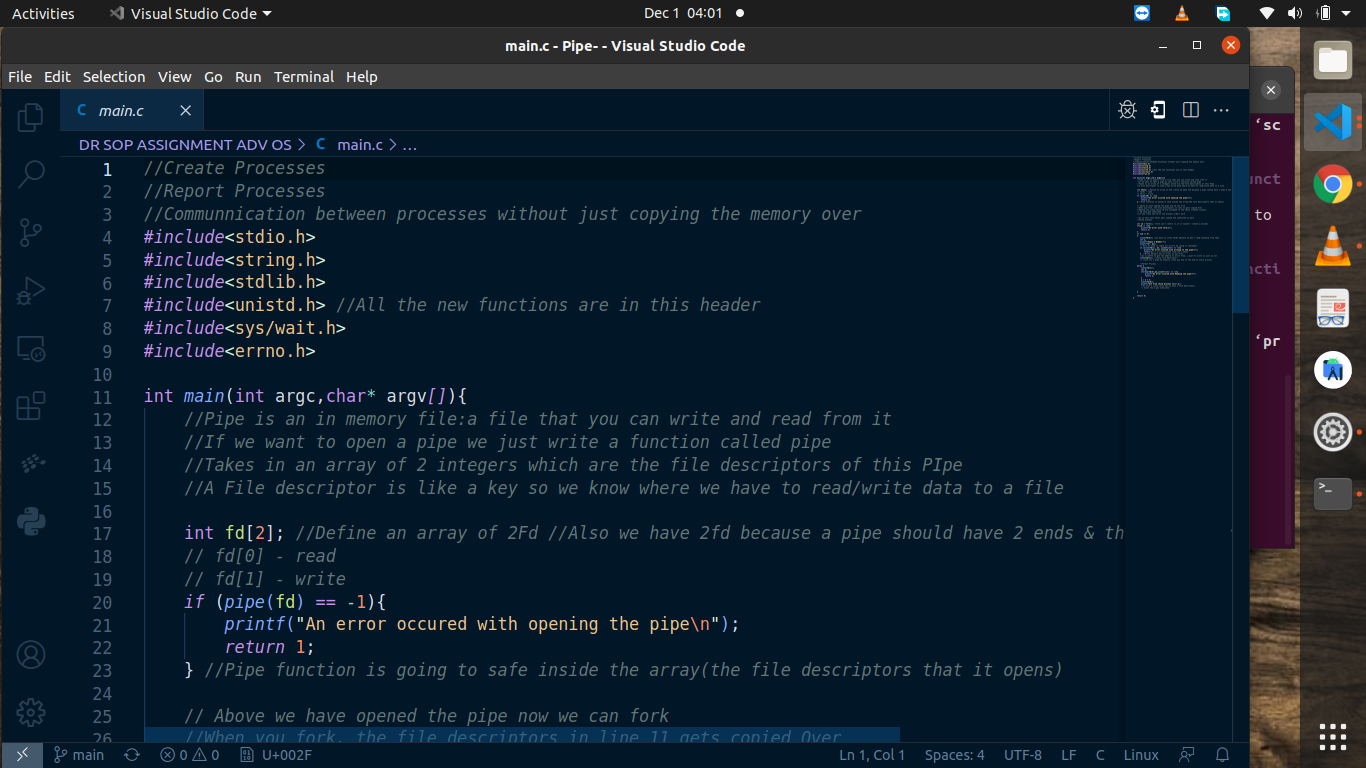 Activities Visual Studio Code Dec 1 04:01
main.c - Pipe- - Visual Studio Code
File Edit Selection View Go Run Terminal Help
C main.c
DR SOP ASSIGNMENT ADV OS > C main.c > ...
1 //Create Processes
2 //Report Processes
3 //Communnication between processes without just copying the memory over
4 #include<stdio.h>
5 #include<string.h>
6 #include<stdlib.h>
7 #include<unistd.h> //All the new functions are in this header
8 #include<sys/wait.h>
9 #include<errno.h>
10
11 int main(int argc,char* argv[]){
12 //Pipe is an in memory file:a file that you can write and read from it
13 //If we want to open a pipe we just write a function called pipe
14 //Takes in an array of 2 integers which are the file descriptors of this PIpe
15 //A File descriptor is like a key so we know where we have to read/write data to a file
16
17 int fd[2]; //Define an array of 2Fd //Also we have 2fd because a pipe should have 2 ends & th
18 // fd[0] - read
19 // fd[1] - write
20 if (pipe(fd) == -1){
21 printf("An error occured with opening the pipe\n");
22 return 1;
23 } //Pipe function is going to safe inside the array(the file descriptors that it opens)
24
25 // Above we have opened the pipe now we can fork
26 //When you fork, the file descriptors in line 11 gets copied Over
main 0 0 U+002F Ln 1, Col 1 Spaces: 4 UTF-8 LF C Linux
‘sc
unct
to
ncti
‘pr